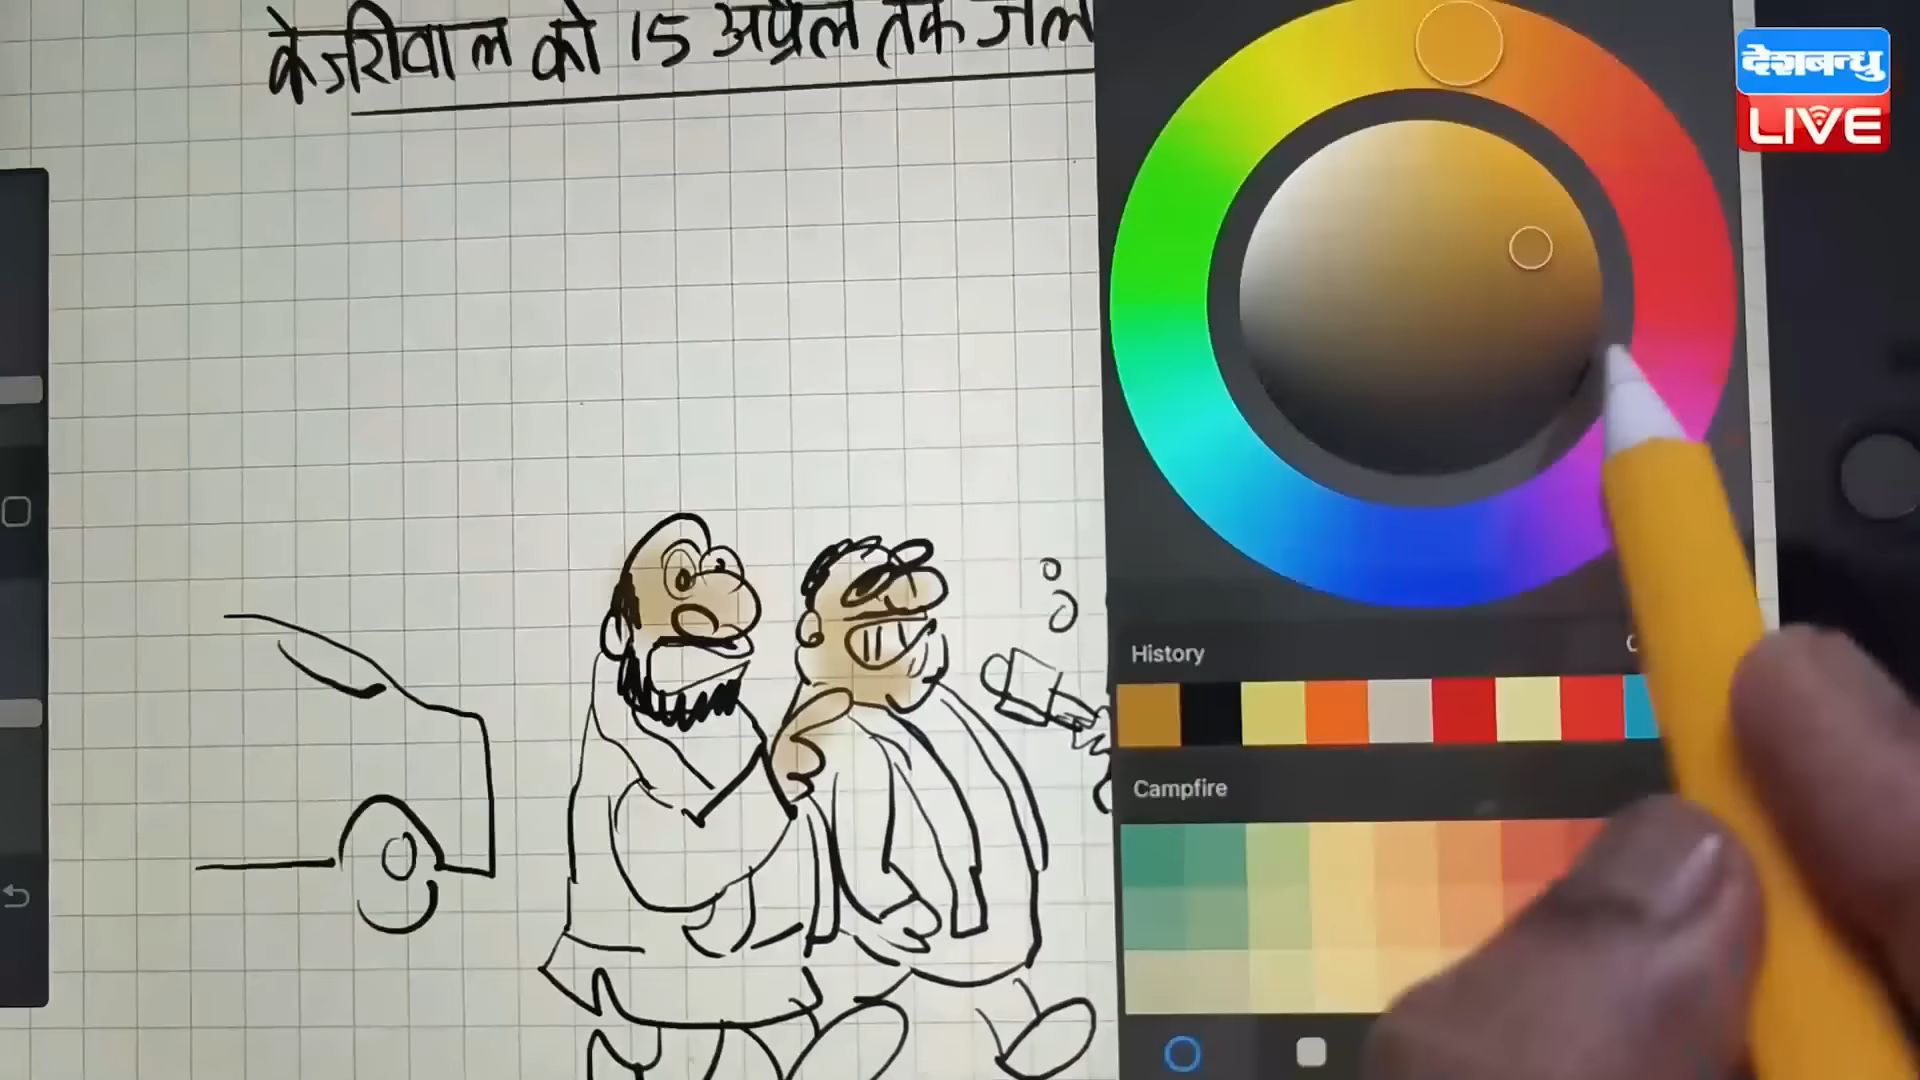 केजरीवाल को 15 अप्रैल तक जेल
देशबन्धु
LIVE
History
Campfire